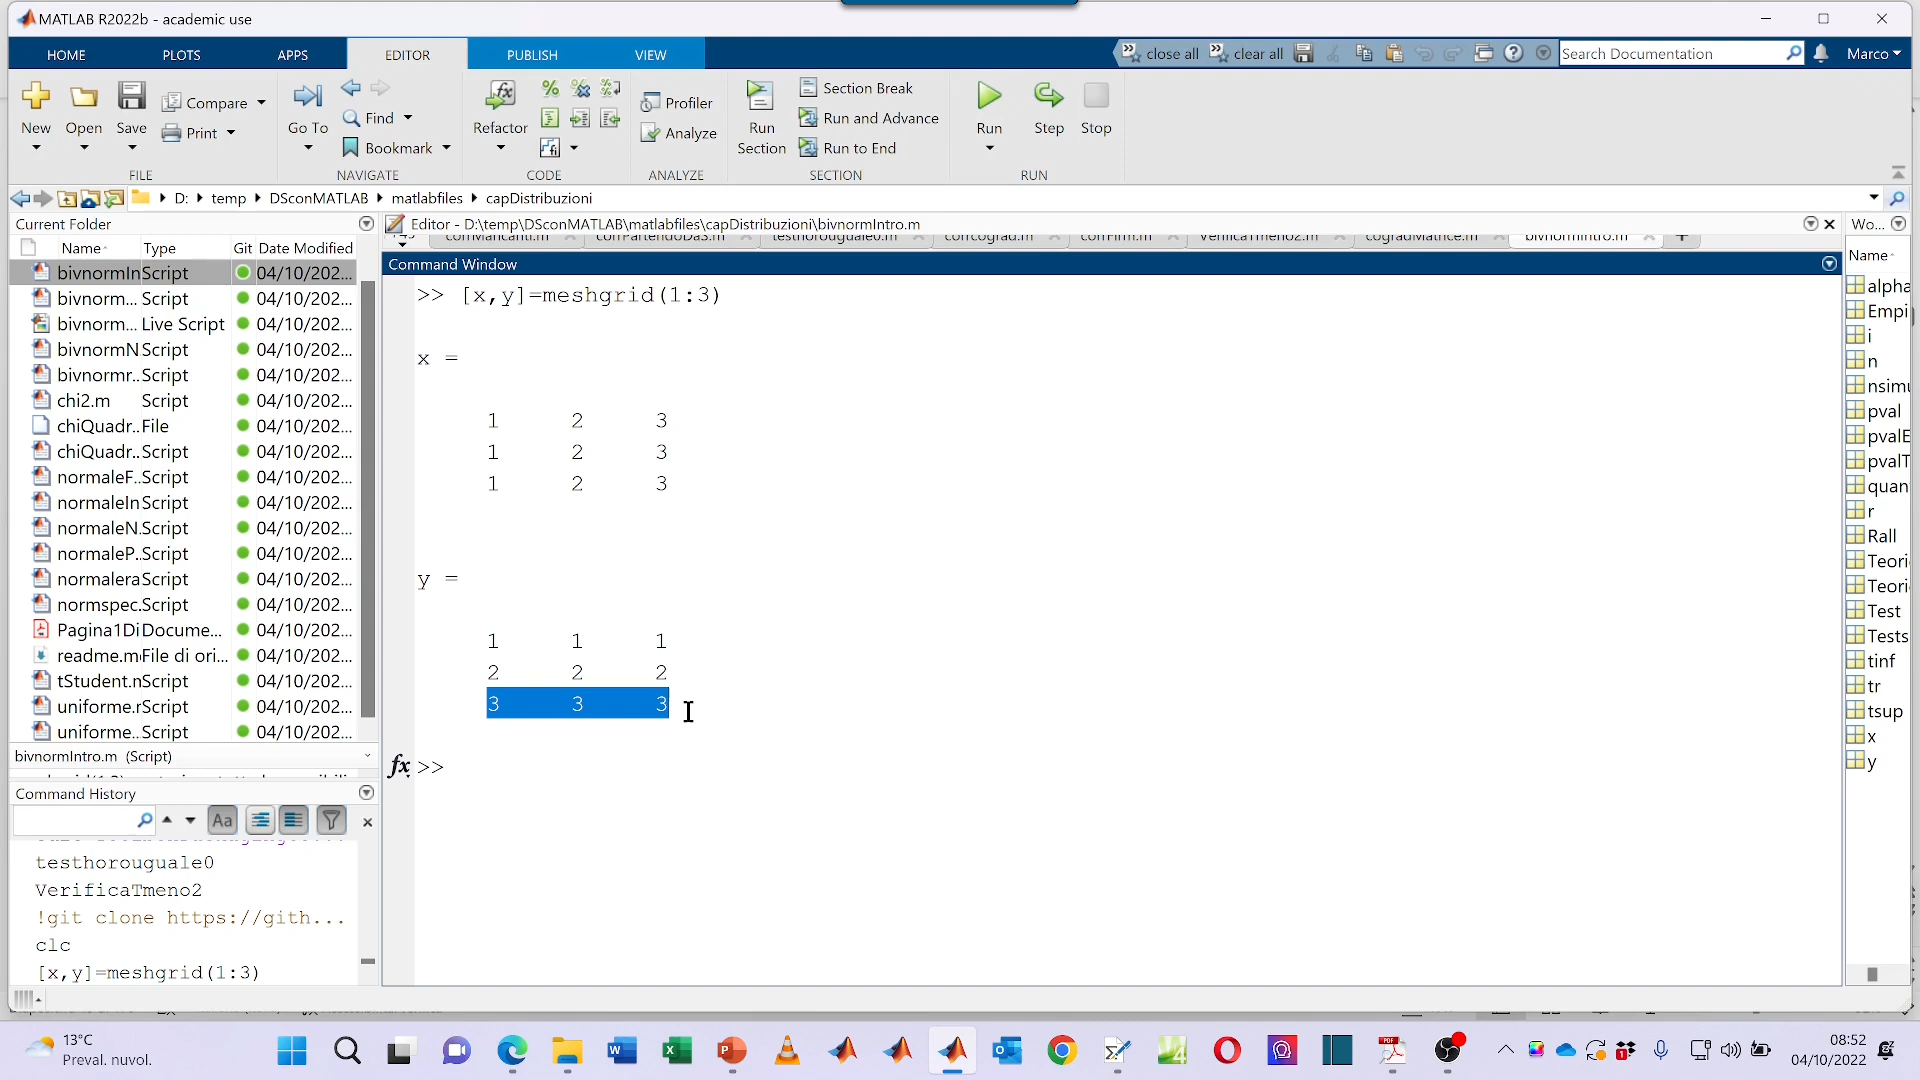 MATLAB R2022b - academic use
HOME PLOTS APPS EDITOR PUBLISH VIEW close all clear all Search Documentation Marco
New Open Save Compare Print Go To Find Bookmark Refactor Profiler Analyze Run Section Section Break Run and Advance Run to End Run Step Stop
FILE NAVIGATE CODE ANALYZE SECTION RUN
D: temp DSconMATLAB matlabfiles capDistribuzioni
Current Folder
Name Type Git Date Modified
bivnormIn Script 04/10/202...
bivnorm... Script 04/10/202...
bivnorm... Live Script 04/10/202...
bivnormN Script 04/10/202...
bivnormr.. Script 04/10/202...
chi2.m Script 04/10/202...
chiQuadr.. File 04/10/202...
chiQuadr.. Script 04/10/202...
normaleF.. Script 04/10/202...
normaleIn Script 04/10/202...
normaleN. Script 04/10/202...
normaleP.. Script 04/10/202...
normalera Script 04/10/202...
normspec. Script 04/10/202...
Pagina1Di Docume... 04/10/202...
readme.m File di ori... 04/10/202...
tStudent.n Script 04/10/202...
uniforme.r Script 04/10/202...
uniforme.. Script 04/10/202...
bivnormIntro.m (Script)
Command History
Aa
testhorouguale0
VerificaTmeno2
!git clone https://gith...
clc
[x,y]=meshgrid(1:3)
Editor - D:\temp\DSconMATLAB\matlabfiles\capDistribuzioni\bivnormIntro.m
corrMancanti.m corrPartendoDaS.m testhorouguale0.m corrcograd.m corrFirm.m VerificaTmeno2.m cogradMatrice.m bivnormIntro.m
Command Window
>> [x,y]=meshgrid(1:3)
x =
1 2 3
1 2 3
1 2 3
y =
1 1 1
2 2 2
3 3 3
fx >>
Wo...
Name
alpha
Empi
i
n
nsimu
pval
pvalE
pvalT
quan
r
Rall
Teori
Teori
Test
Tests
tinf
tr
tsup
x
y
13°C
Preval. nuvol.
08:52
04/10/2022